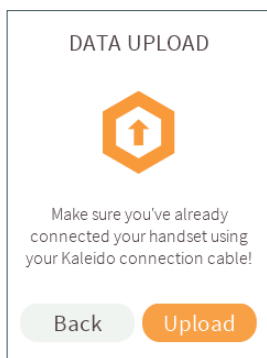 DATA UPLOAD
Make sure you've already
connected your handset using
your Kaleido connection cable!
Back
Upload